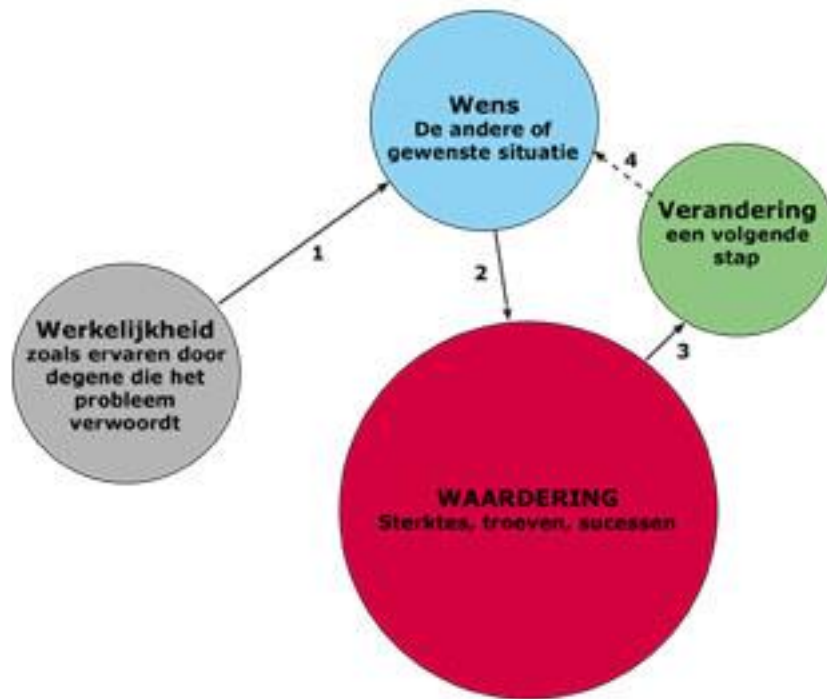 Wens
De andere of
gewenste situatie
4
Verandering
een volgende
stap
1
2
Werkelijkheid
zoals ervaren door
degene die het
probleem
verwoordt
3
WAARDERING
Sterktes, troeven, sucessen